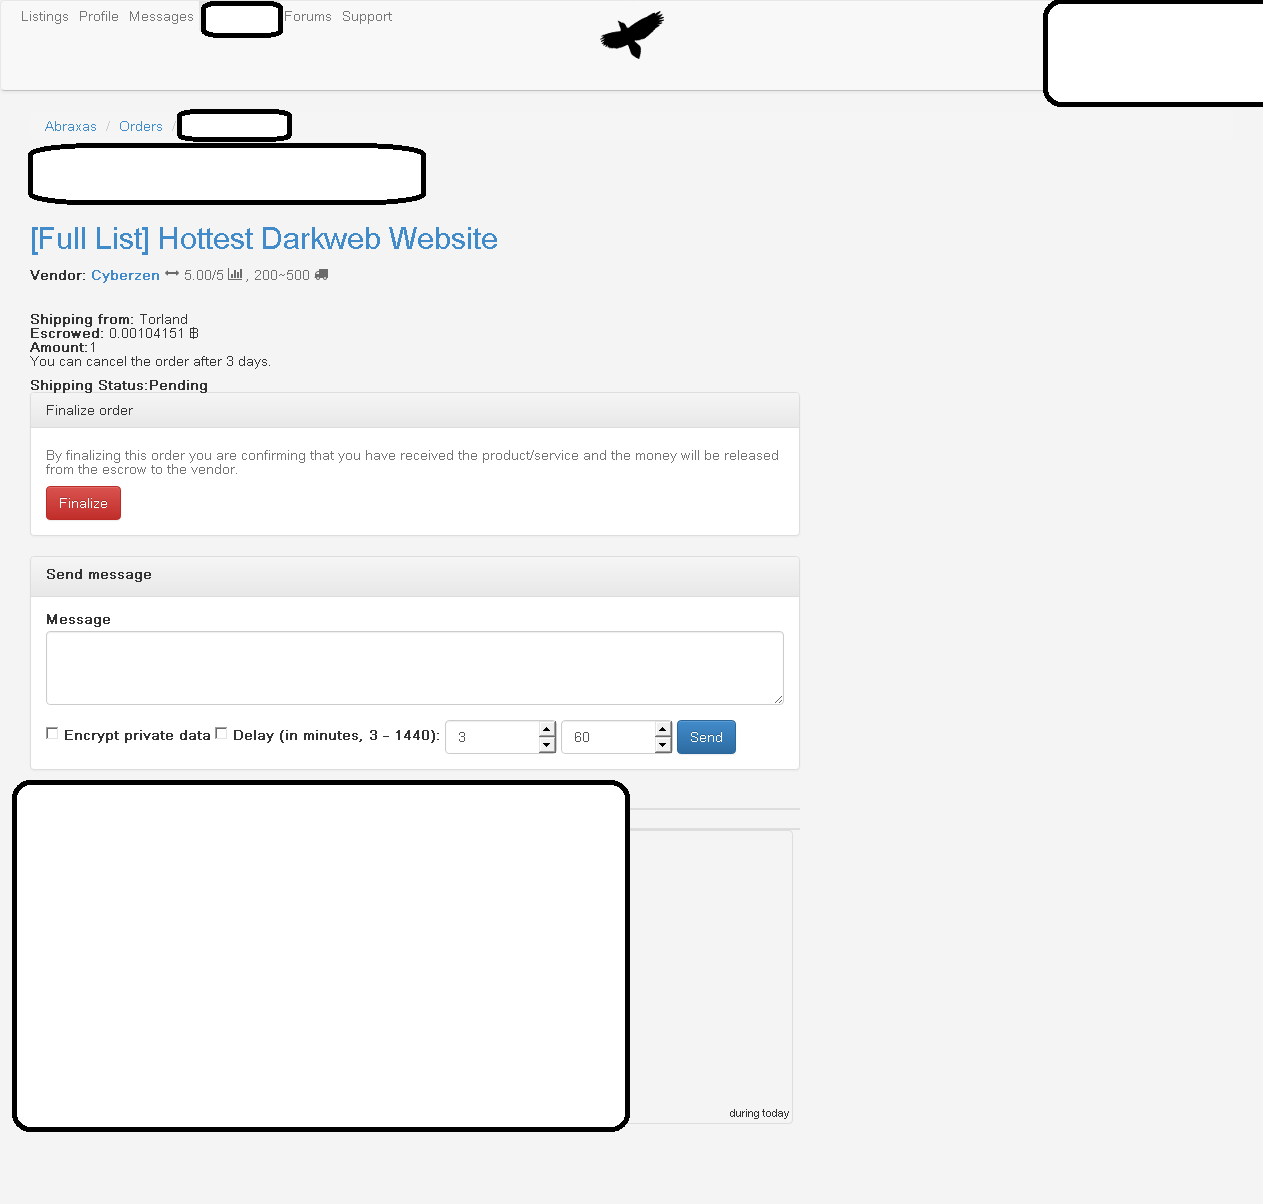 Listings Profile Messages Forums Support
Abraxas / Orders /
[Full List] Hottest Darkweb Website
Vendor: Cyberzen 5.00/5 , 200~500
Shipping from: Torland
Escrowed: 0.00104151 ฿
Amount:1
You can cancel the order after 3 days.
Shipping Status:Pending
Finalize order
By finalizing this order you are confirming that you have received the product/service and the money will be released
from the escrow to the vendor.
Finalize
Send message
Message
Encrypt private data Delay (in minutes, 3 - 1440): 3 60 Send
during today